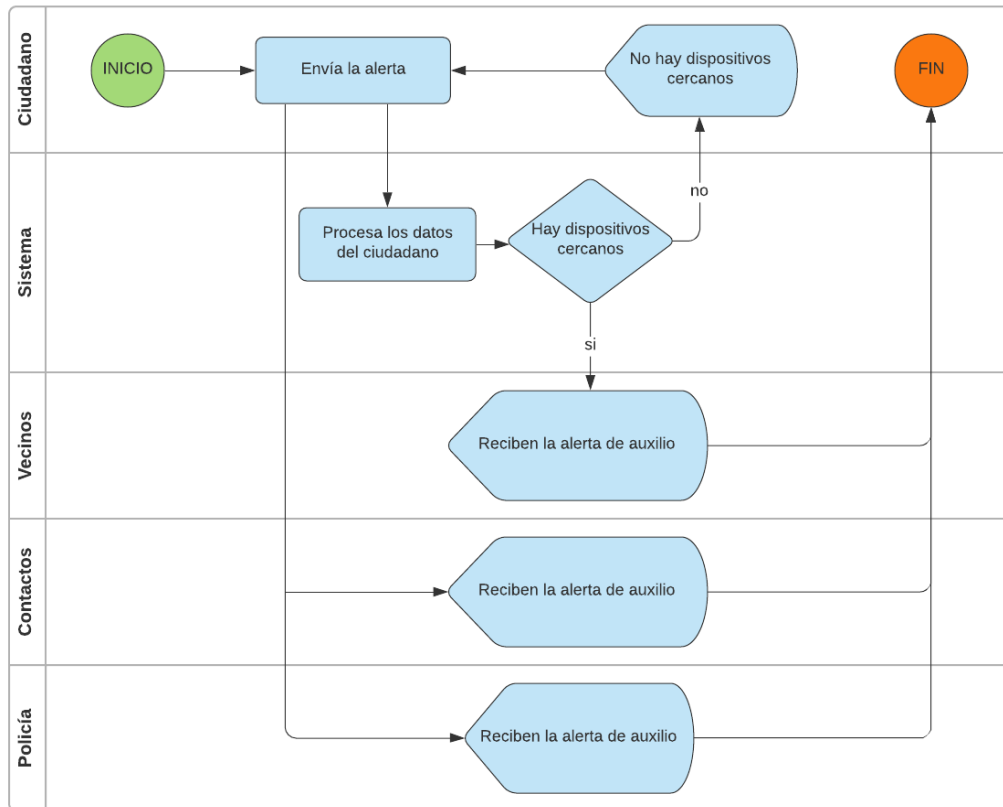 Ciudadano
INICIO
Envía la alerta
No hay dispositivos
cercanos
FIN
Sistema
Procesa los datos
del ciudadano
Hay dispositivos
cercanos
no
si
Vecinos
Reciben la alerta de auxilio
Contactos
Reciben la alerta de auxilio
Policía
Reciben la alerta de auxilio